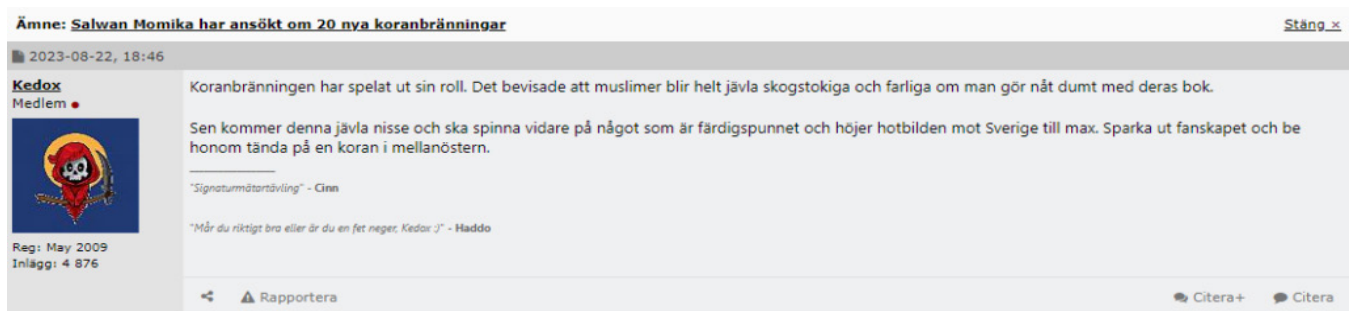 Ämne: Salwan Momika har ansökt om 20 nya koranbränningar
Stäng ×
2023-08-22, 18:46
Kedox
Medlem
Reg: May 2009
Inlägg: 4 876
Koranbränningen har spelat ut sin roll. Det bevisade att muslimer blir helt jävla skogstokiga och farliga om man gör nåt dumt med deras bok.
Sen kommer denna jävla nisse och ska spinna vidare på något som är färdigspunnet och höjer hotbilden mot Sverige till max. Sparka ut fanskapet och be
honom tända på en koran i mellanöstern.
"Signaturmätartävling" - Cinn
"Mår du riktigt bra eller är du en fet neger, Kedox :)" - Haddo
Rapportera
Citera+
Citera